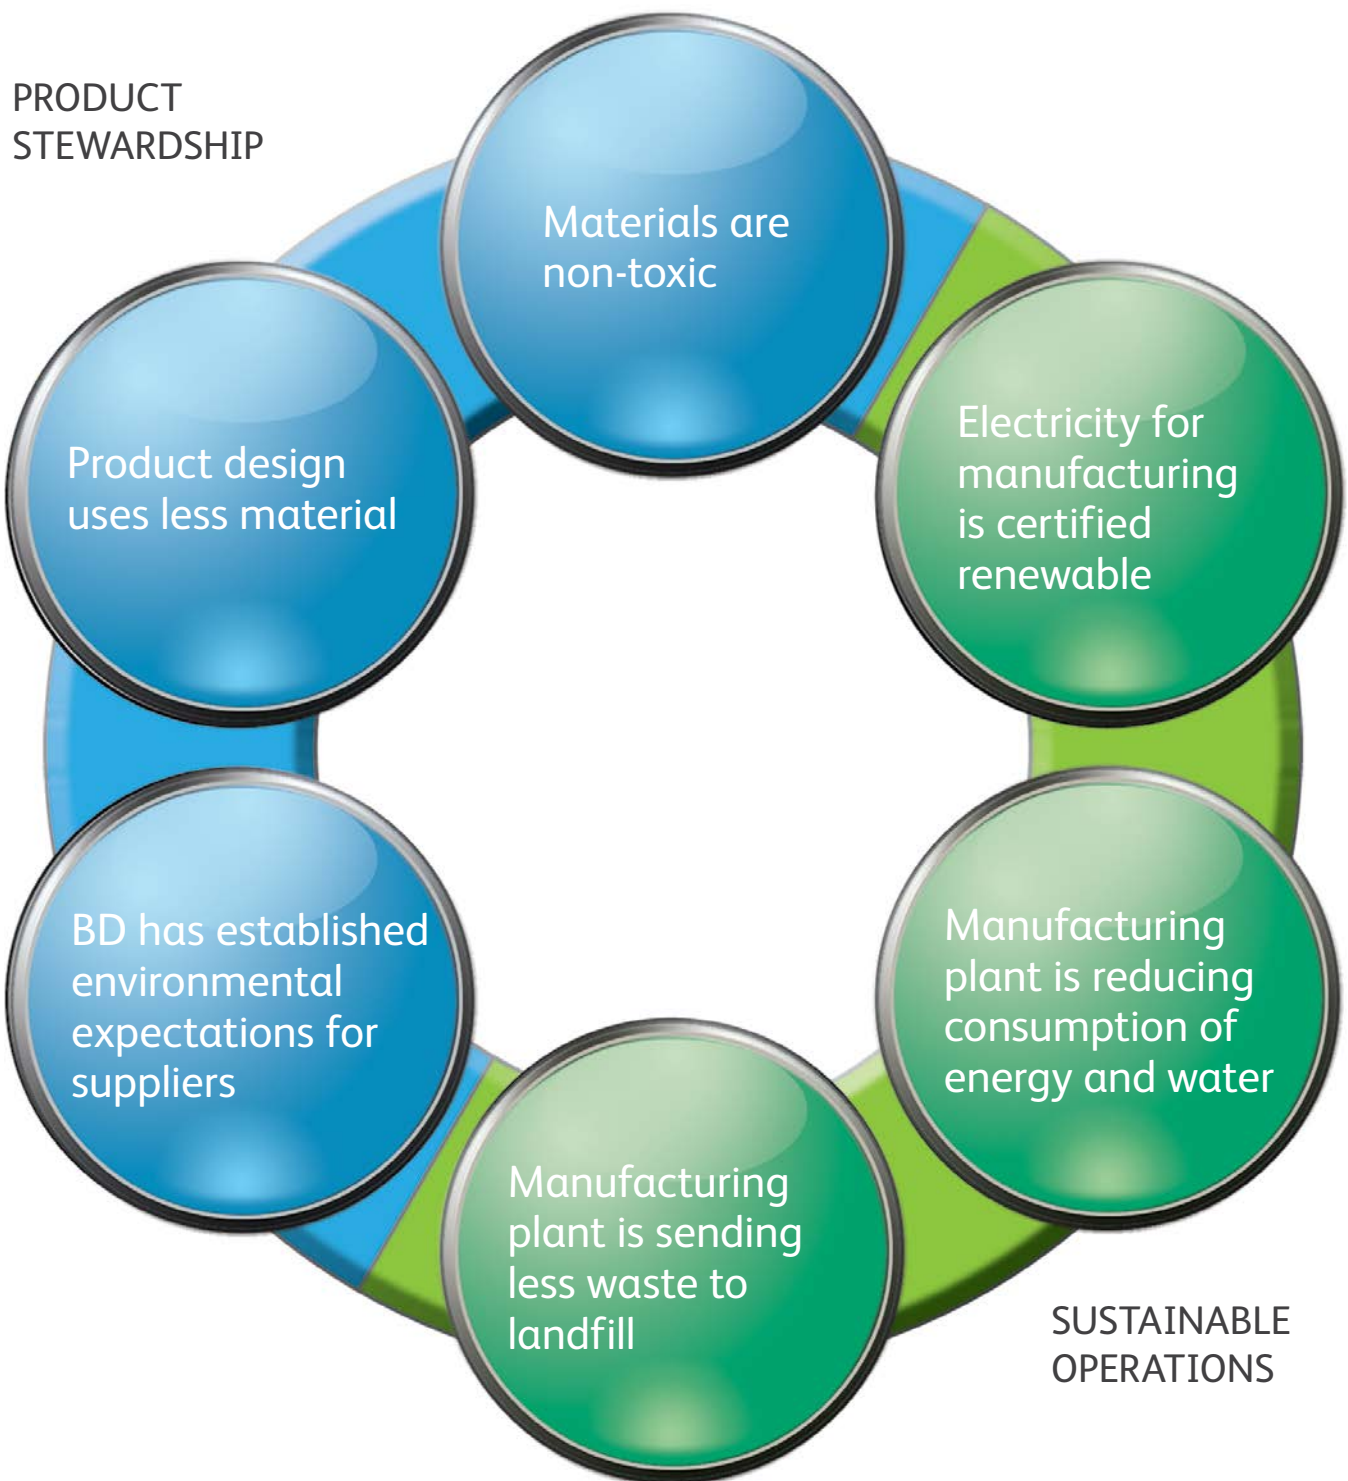 PRODUCT
STEWARDSHIP
Materials are
non-toxic
Product design
uses less material
Electricity for
manufacturing
is certified
renewable
BD has established
environmental
expectations for
suppliers
Manufacturing
plant is reducing
consumption of
energy and water
Manufacturing
plant is sending
less waste to
landfill
SUSTAINABLE
OPERATIONS